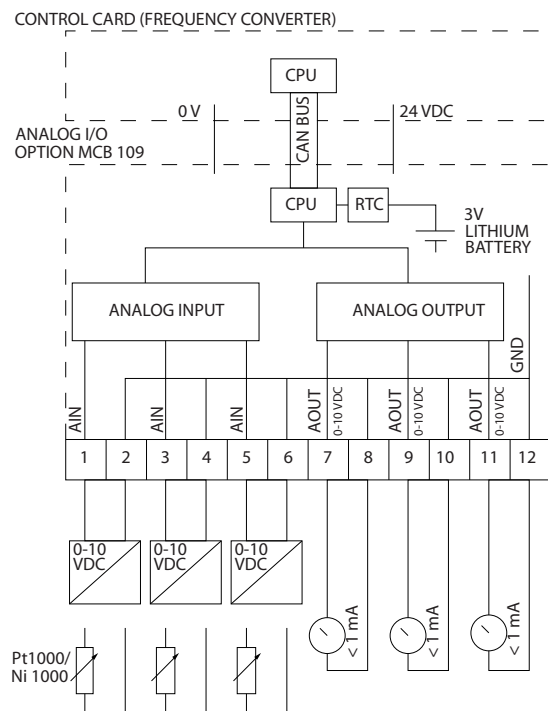 CONTROL CARD (FREQUENCY CONVERTER)
CPU
0 V
24 VDC
CAN BUS
ANALOG I/O
OPTION MCB 109
CPU
RTC
3V
LITHIUM
BATTERY
ANALOG INPUT
ANALOG OUTPUT
AIN
AIN
AIN
AOUT
0-10 VDC
AOUT
0-10 VDC
AOUT
0-10 VDC
GND
1 2 3 4 5 6 7 8 9 10 11 12
0-10
VDC
0-10
VDC
0-10
VDC
< 1 mA
< 1 mA
< 1 mA
Pt1000/
Ni 1000